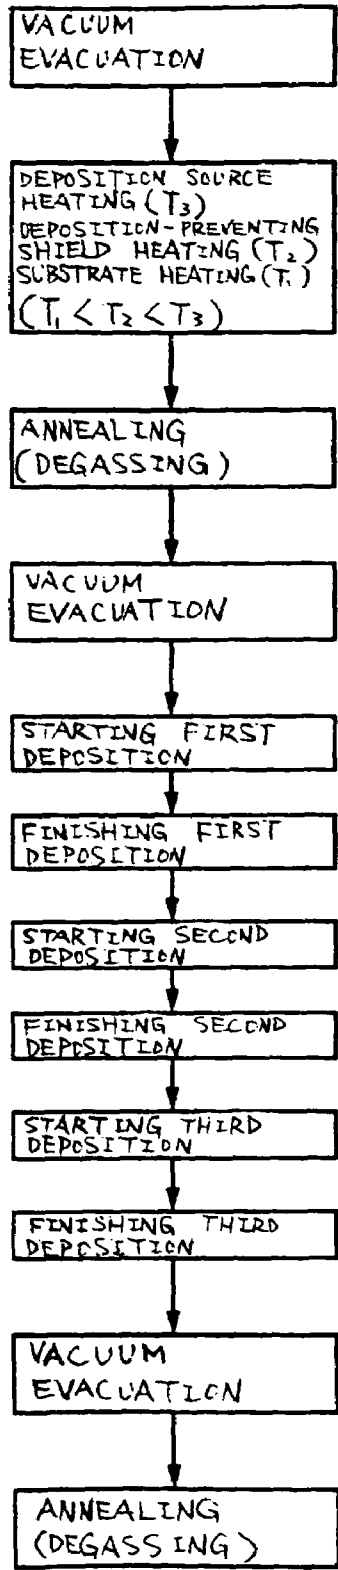 VACUUM
EVACUATION
DEPOSITION SOURCE
HEATING (T₃)
DEPOSITION-PREVENTING
SHIELD HEATING (T₂)
SUBSTRATE HEATING (T₁)
(T₁ < T₂ < T₃)
ANNEALING
(DEGASSING)
VACUUM
EVACUATION
STARTING FIRST
DEPOSITION
FINISHING FIRST
DEPOSITION
STARTING SECOND
DEPOSITION
FINISHING SECOND
DEPOSITION
STARTING THIRD
DEPOSITION
FINISHING THIRD
DEPOSITION
VACUUM
EVACUATION
ANNEALING
(DEGASSING)